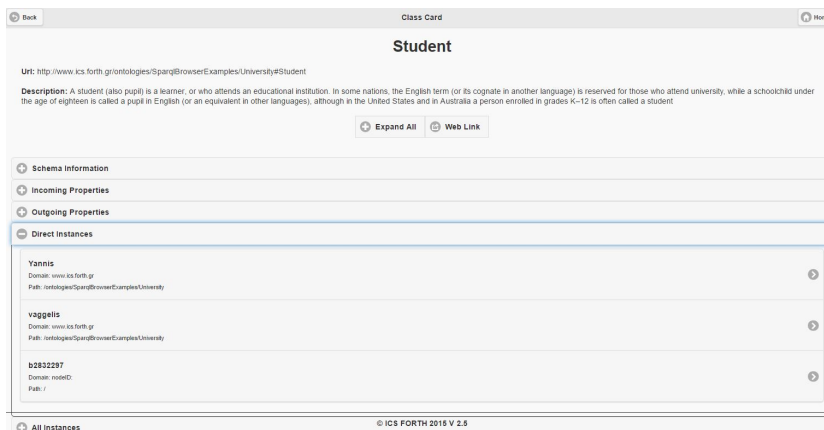 Back
Class Card
Hor
Student
Url: http://www.ics.forth.gr/ontologies/SparqlBrowserExamples/University#Student
Description: A student (also pupil) is a learner, or who attends an educational institution. In some nations, the English term (or its cognate in another language) is reserved for those who attend university, while a schoolchild under
the age of eighteen is called a pupil in English (or an equivalent in other languages), although in the United States and in Australia a person enrolled in grades K–12 is often called a student
Expand All Web Link
Schema Information
Incoming Properties
Outgoing Properties
Direct Instances
Yannis
Domain: www.ics.forth.gr
Path: /ontologies/SparqlBrowserExamples/University
vaggelis
Domain: www.ics.forth.gr
Path: /ontologies/SparqlBrowserExamples/University
b2832297
Domain: nodeID:
Path: /
© ICS FORTH 2015 V 2.5
All Instances